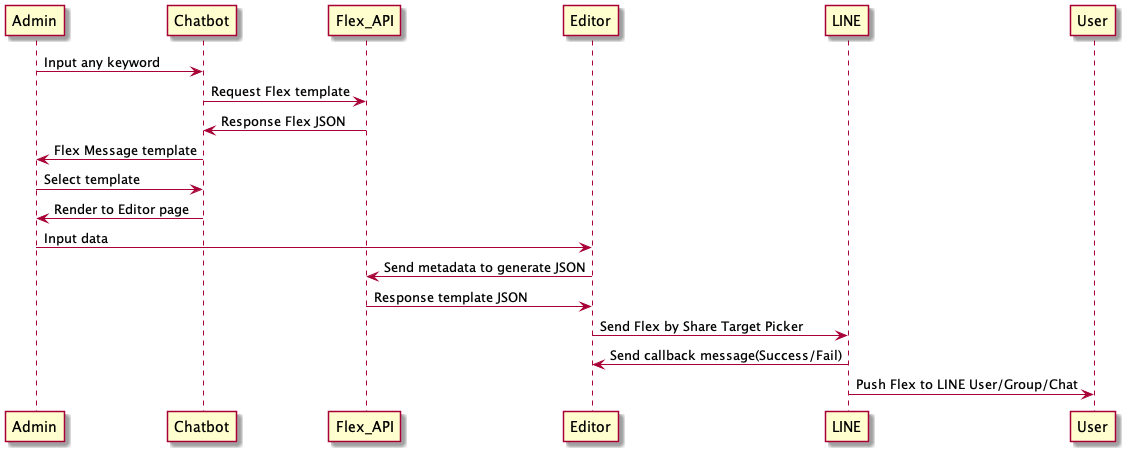 Admin Chatbot Flex_API Editor LINE User
Input any keyword
Request Flex template
Response Flex JSON
Flex Message template
Select template
Render to Editor page
Input data
Send metadata to generate JSON
Response template JSON
Send Flex by Share Target Picker
Send callback message(Success/Fail)
Push Flex to LINE User/Group/Chat
Admin Chatbot Flex_API Editor LINE User